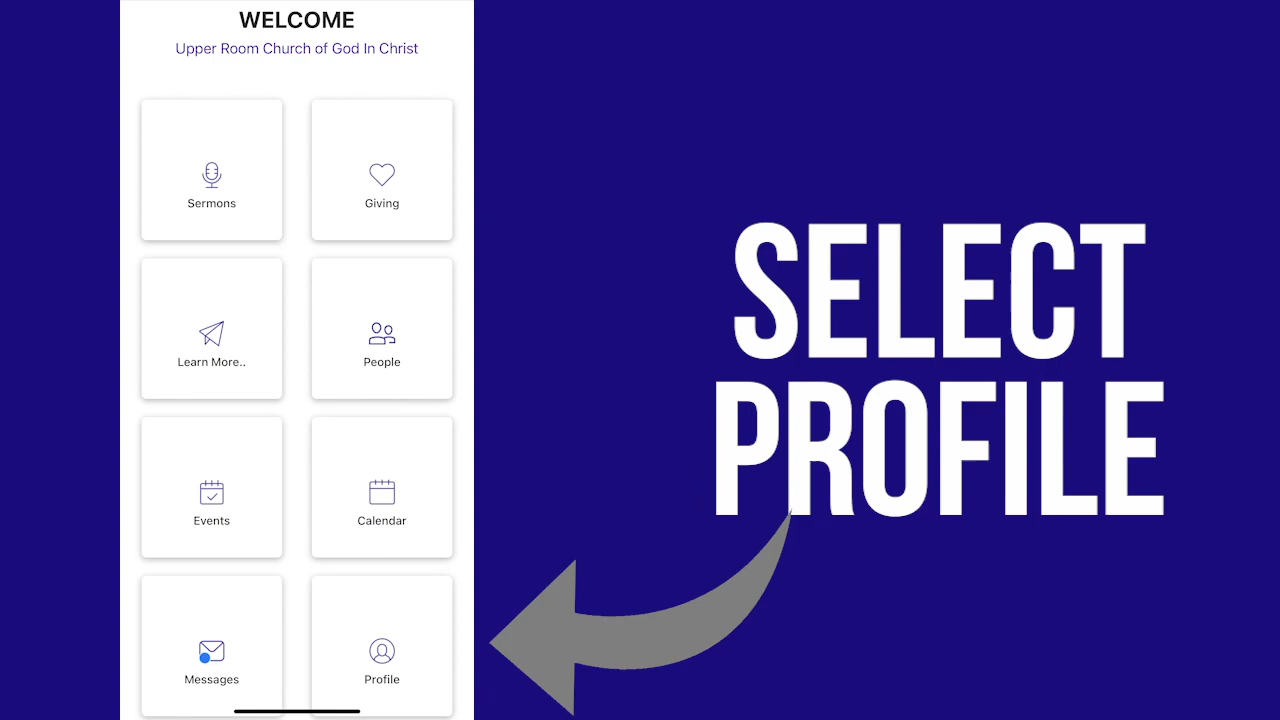 WELCOME
Upper Room Church of God In Christ
Sermons
Giving
Learn More..
People
Events
Calendar
Messages
Profile
SELECT
PROFILE